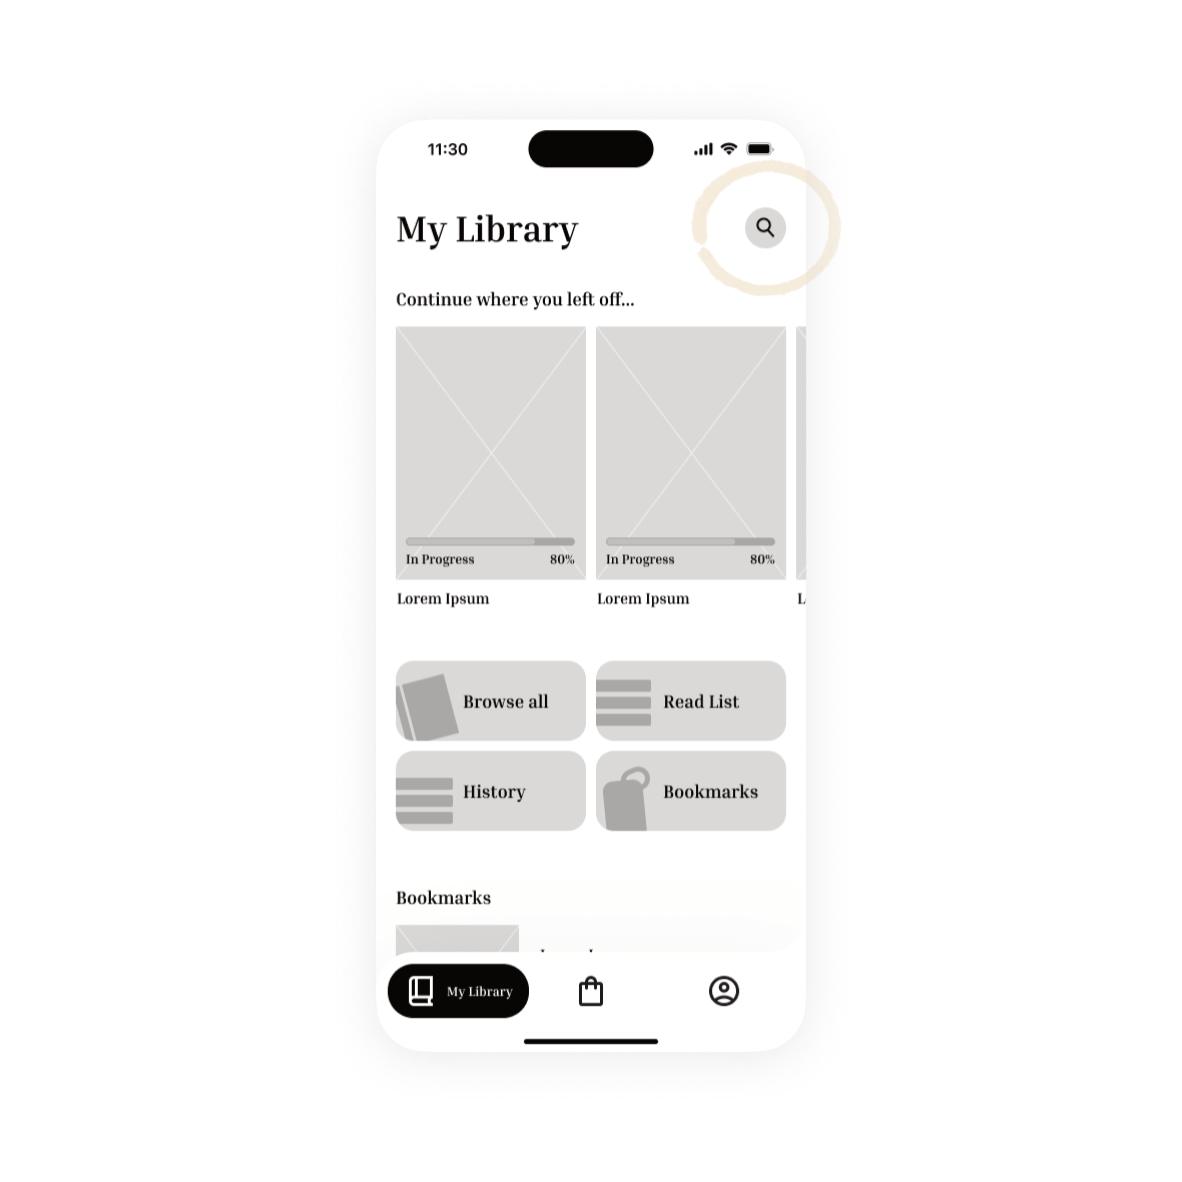 11:30
My Library
Continue where you left off...
In Progress 80%
In Progress 80%
Lorem Ipsum
Lorem Ipsum
L
Browse all
Read List
History
Bookmarks
Bookmarks
My Library